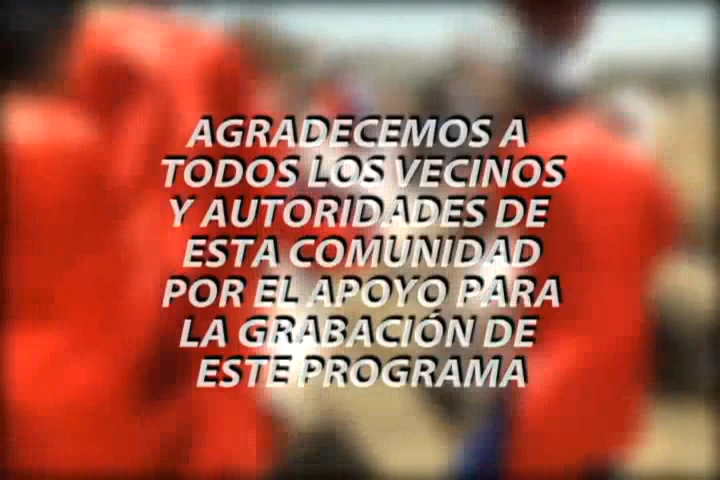 AGRADECEMOS A
TODOS LOS VECINOS
Y AUTORIDADES DE
ESTA COMUNIDAD
POR EL APOYO PARA
LA GRABACIÓN DE
ESTE PROGRAMA